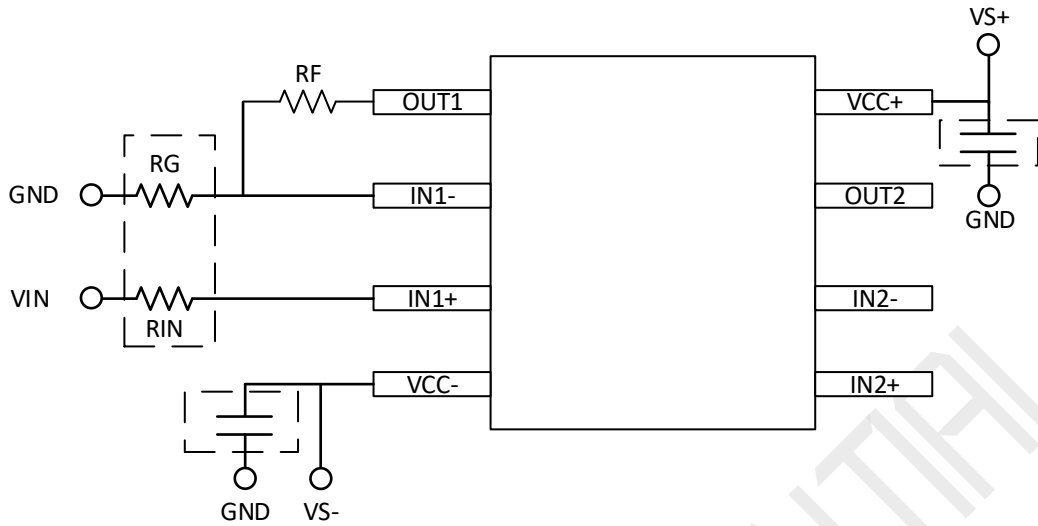 VS+
RF
OUT1
VCC+
RG
GND
IN1-
OUT2
GND
VIN
IN1+
IN2-
RIN
VCC-
IN2+
GND
VS-